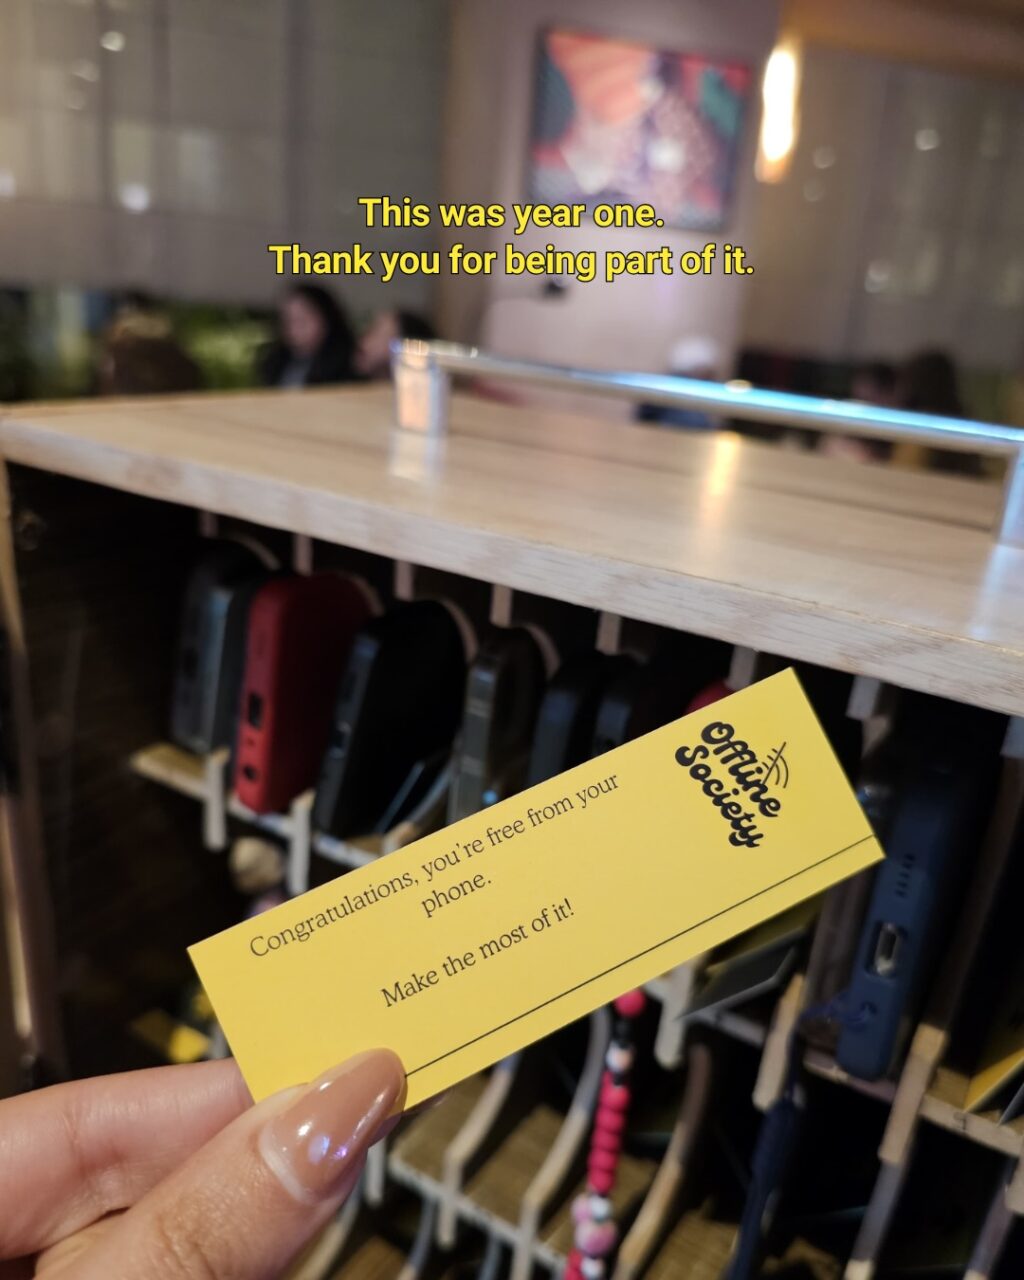 This was year one.
Thank you for being part of it.
Offline
Society
Congratulations, you're free from your
phone.
Make the most of it!